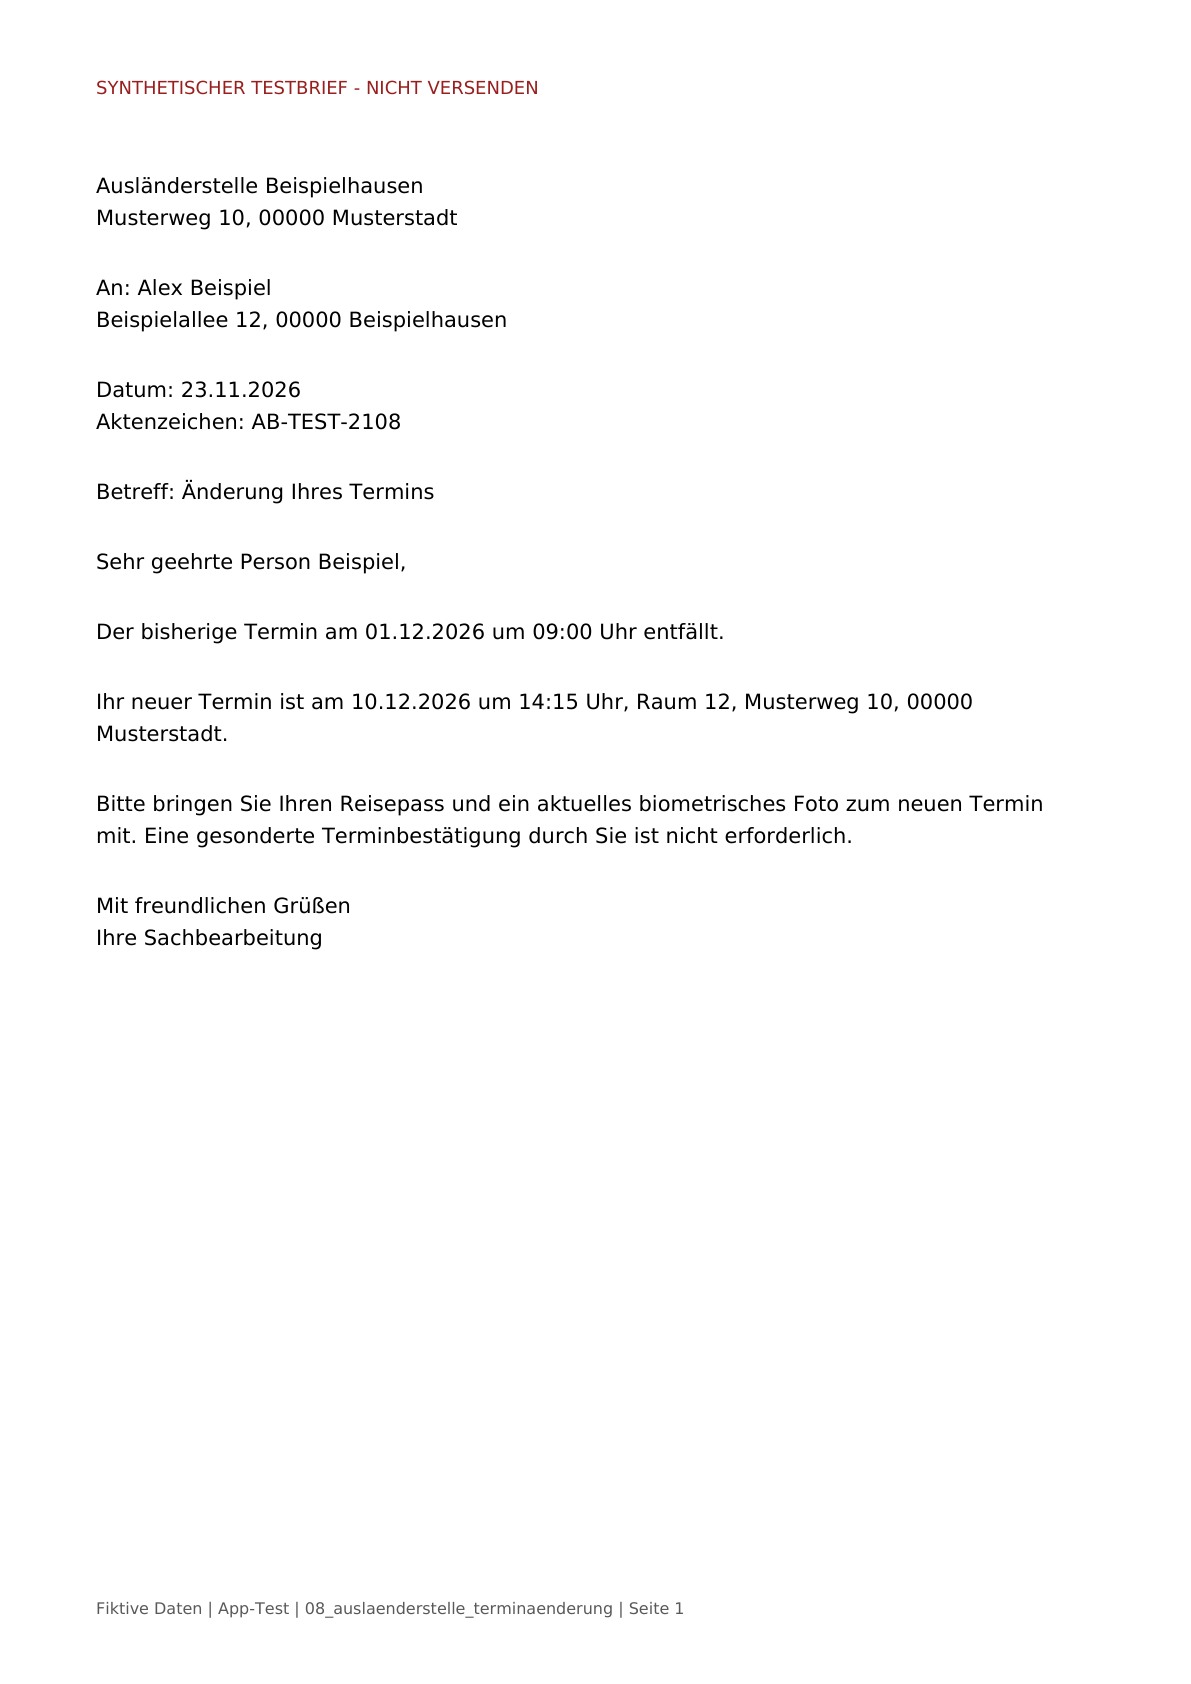 SYNTHETISCHER TESTBRIEF - NICHT VERSENDEN
Ausländerstelle Beispielhausen
Musterweg 10, 00000 Musterstadt
An: Alex Beispiel
Beispielallee 12, 00000 Beispielhausen
Datum: 23.11.2026
Aktenzeichen: AB-TEST-2108
Betreff: Änderung Ihres Termins
Sehr geehrte Person Beispiel,
Der bisherige Termin am 01.12.2026 um 09:00 Uhr entfällt.
Ihr neuer Termin ist am 10.12.2026 um 14:15 Uhr, Raum 12, Musterweg 10, 00000
Musterstadt.
Bitte bringen Sie Ihren Reisepass und ein aktuelles biometrisches Foto zum neuen Termin
mit. Eine gesonderte Terminbestätigung durch Sie ist nicht erforderlich.
Mit freundlichen Grüßen
Ihre Sachbearbeitung
Fiktive Daten | App-Test | 08_auslaenderstelle_terminaenderung | Seite 1